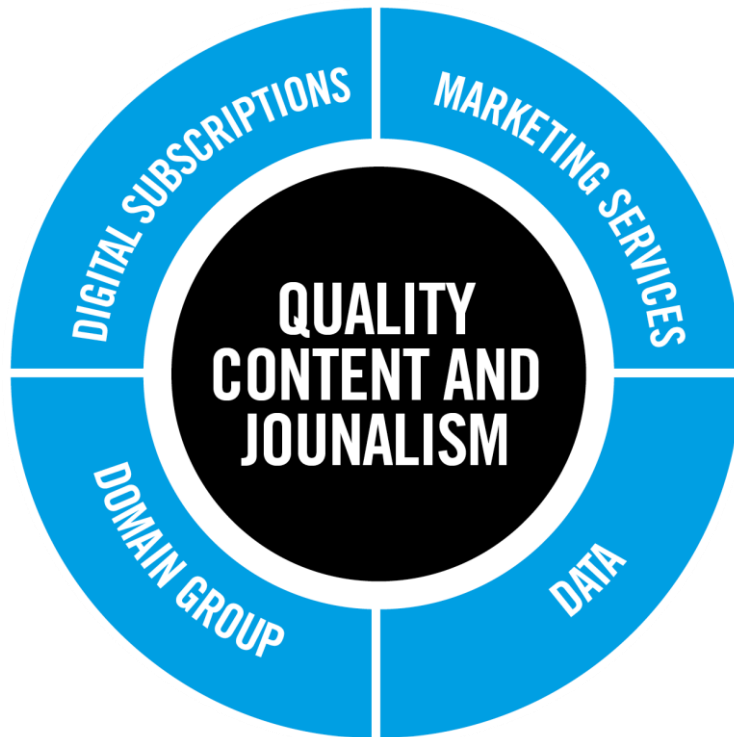 DIGITAL SUBSCRIPTIONS
MARKETING SERVICES
QUALITY
CONTENT AND
JOUNALISM
DOMAIN GROUP
DATA